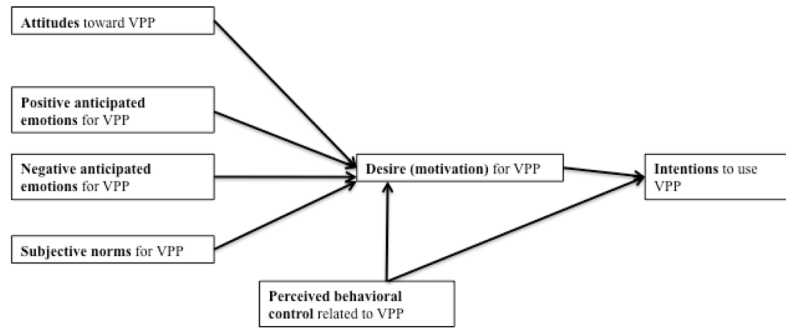 Attitudes toward VPP
Positive anticipated
emotions for VPP
Negative anticipated
emotions for VPP
Desire (motivation) for VPP
Intentions to use
VPP
Subjective norms for VPP
Perceived behavioral
control related to VPP